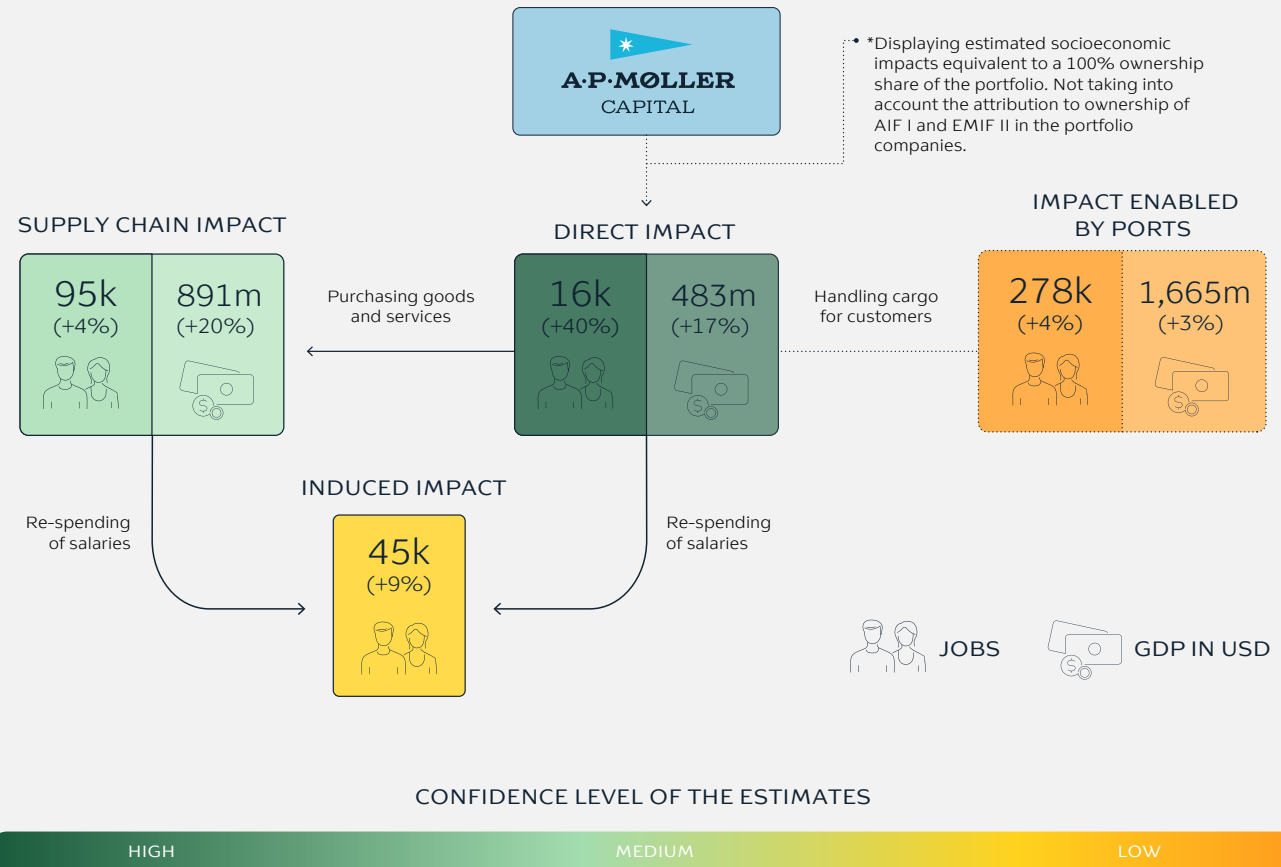 A·P·MØLLER
CAPITAL
*Displaying estimated socioeconomic
impacts equivalent to a 100% ownership
share of the portfolio. Not taking into
account the attribution to ownership of
AIF I and EMIF II in the portfolio
companies.
SUPPLY CHAIN IMPACT
95k
(+4%)
891m
(+20%)
Purchasing goods
and services
DIRECT IMPACT
16k
(+40%)
483m
(+17%)
Handling cargo
for customers
IMPACT ENABLED
BY PORTS
278k
(+4%)
1,665m
(+3%)
Re-spending
of salaries
INDUCED IMPACT
45k
(+9%)
Re-spending
of salaries
JOBS
GDP IN USD
CONFIDENCE LEVEL OF THE ESTIMATES
HIGH
MEDIUM
LOW